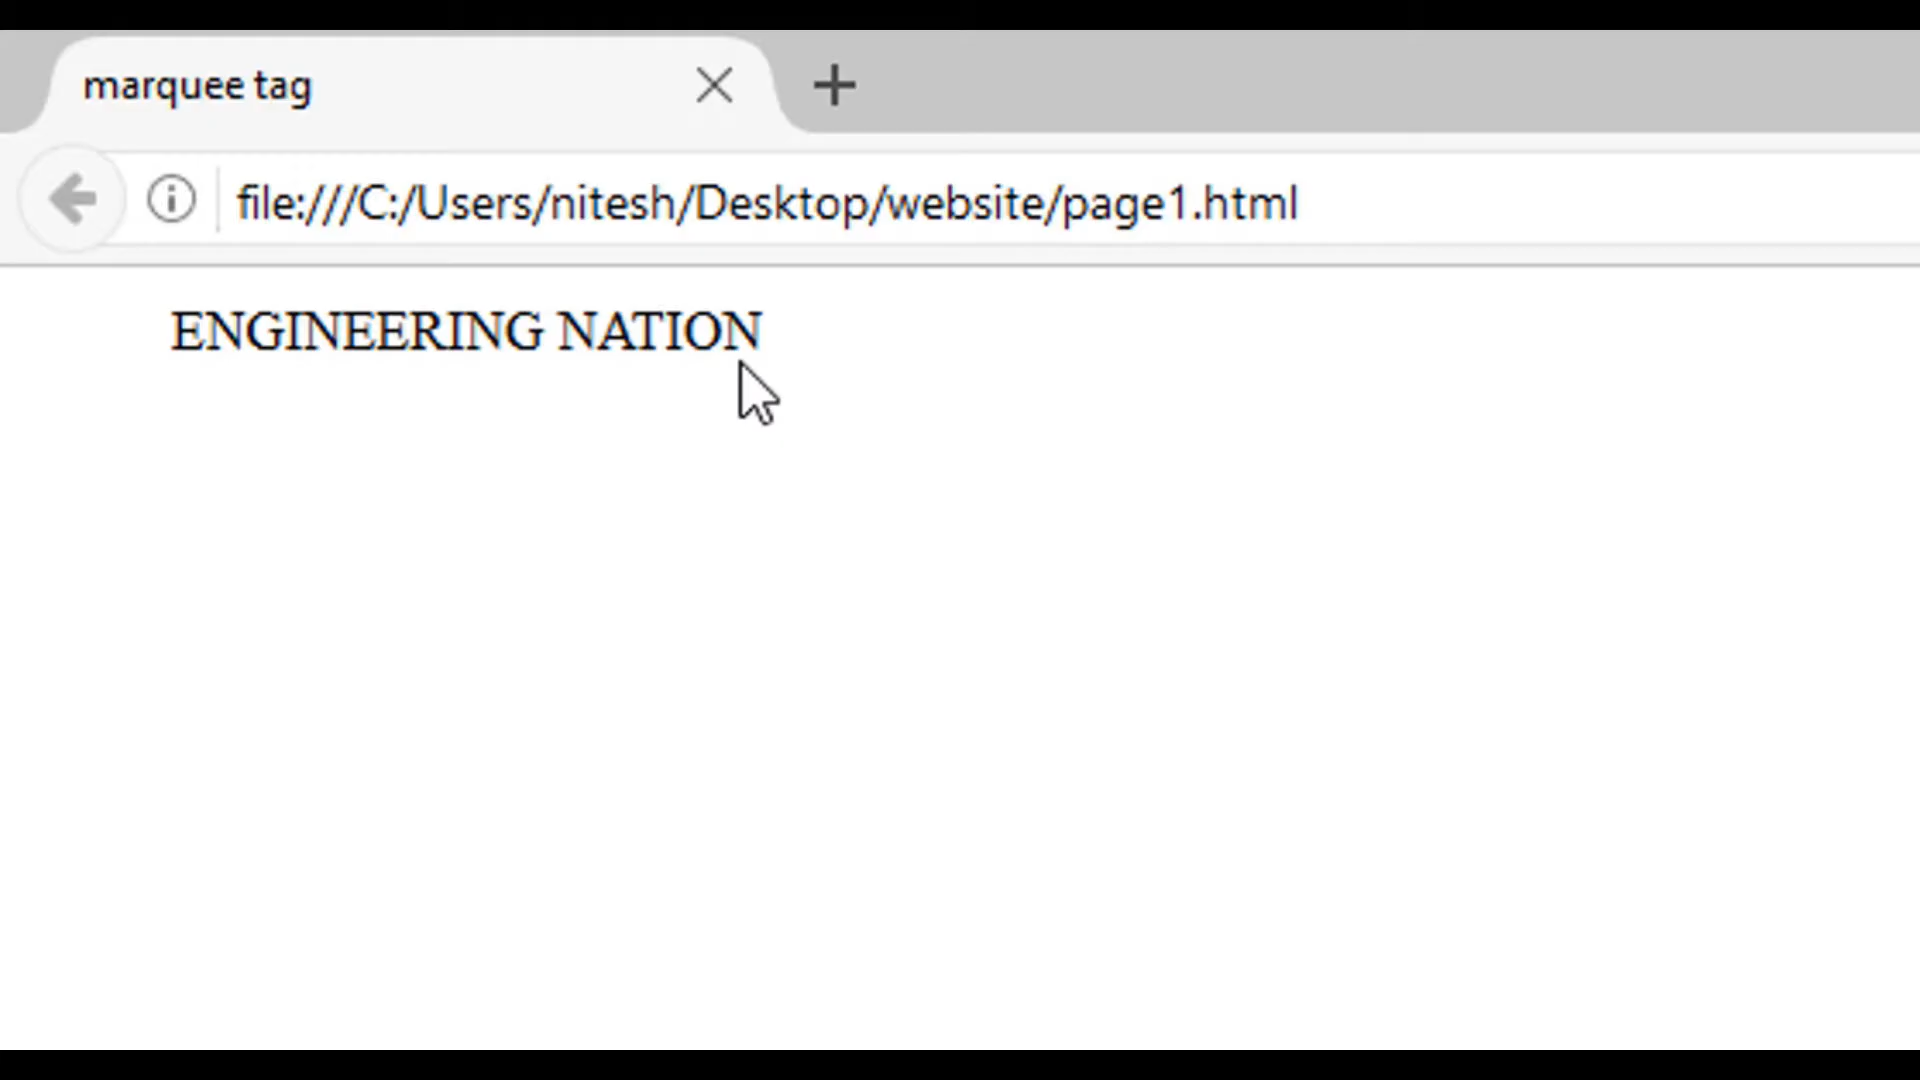 marquee tag
file:///C:/Users/nitesh/Desktop/website/page1.html
ENGINEERING NATION